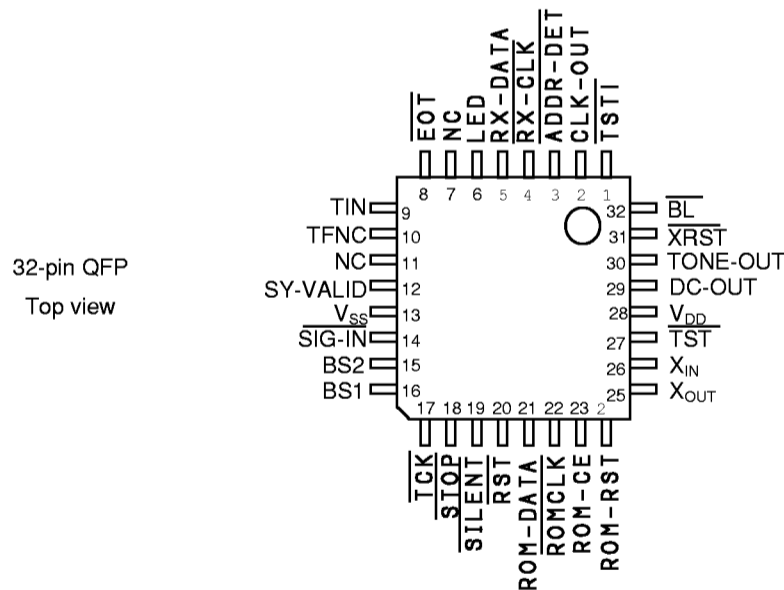 EOT
NC
LED
RX-DATA
RX-CLK
ADDR-DET
CLK-OUT
TSTI
8 7 6 5 4 3 2 1
TIN 9
TFNC 10
NC 11
SY-VALID 12
VSS 13
SIG-IN 14
BS2 15
BS1 16
32 BL
31 XRST
30 TONE-OUT
29 DC-OUT
28 VDD
27 TST
26 XIN
25 XOUT
32-pin QFP
Top view
17 18 19 20 21 22 23 2
TCK
STOP
SILENT
RST
ROM-DATA
ROMCLK
ROM-CE
ROM-RST